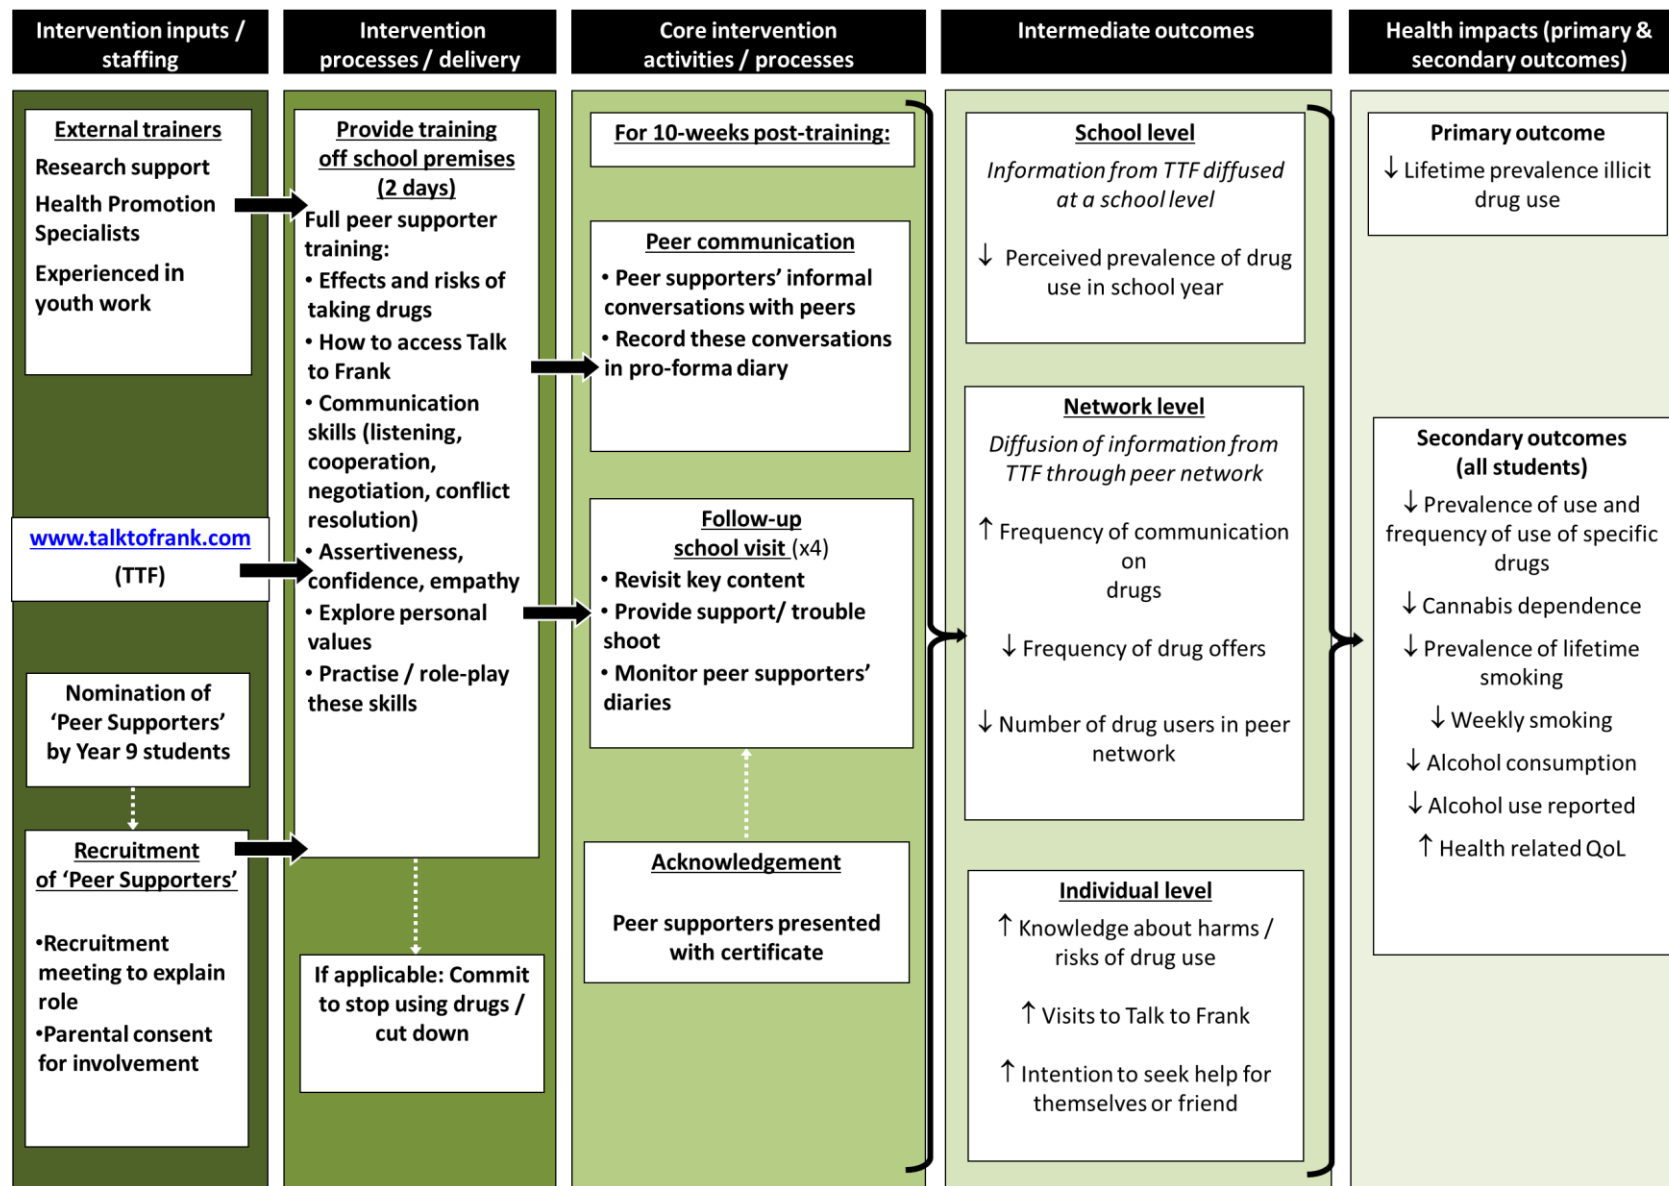 Intervention inputs /
staffing
Intervention
processes / delivery
Core intervention
activities / processes
Intermediate outcomes
Health impacts (primary &
secondary outcomes)
External trainers
Research support
Health Promotion
Specialists
Experienced in
youth work
www.talktofrank.com
(TTF)
Nomination of
‘Peer Supporters’
by Year 9 students
Recruitment
of ‘Peer Supporters’
•Recruitment
meeting to explain
role
•Parental consent
for involvement
Provide training
off school premises
(2 days)
Full peer supporter
training:
• Effects and risks of
taking drugs
• How to access Talk
to Frank
• Communication
skills (listening,
cooperation,
negotiation, conflict
resolution)
• Assertiveness,
confidence, empathy
• Explore personal
values
• Practise / role-play
these skills
If applicable: Commit
to stop using drugs /
cut down
For 10-weeks post-training:
Peer communication
• Peer supporters’ informal
conversations with peers
• Record these conversations
in pro-forma diary
Follow-up
school visit (x4)
• Revisit key content
• Provide support/ trouble
shoot
• Monitor peer supporters’
diaries
Acknowledgement
Peer supporters presented
with certificate
School level
Information from TTF diffused
at a school level
↓ Perceived prevalence of drug
use in school year
Network level
Diffusion of information from
TTF through peer network
↑ Frequency of communication
on
drugs
↓ Frequency of drug offers
↓ Number of drug users in peer
network
Individual level
↑ Knowledge about harms /
risks of drug use
↑ Visits to Talk to Frank
↑ Intention to seek help for
themselves or friend
Primary outcome
↓ Lifetime prevalence illicit
drug use
Secondary outcomes
(all students)
↓ Prevalence of use and
frequency of use of specific
drugs
↓ Cannabis dependence
↓ Prevalence of lifetime
smoking
↓ Weekly smoking
↓ Alcohol consumption
↓ Alcohol use reported
↑ Health related QoL